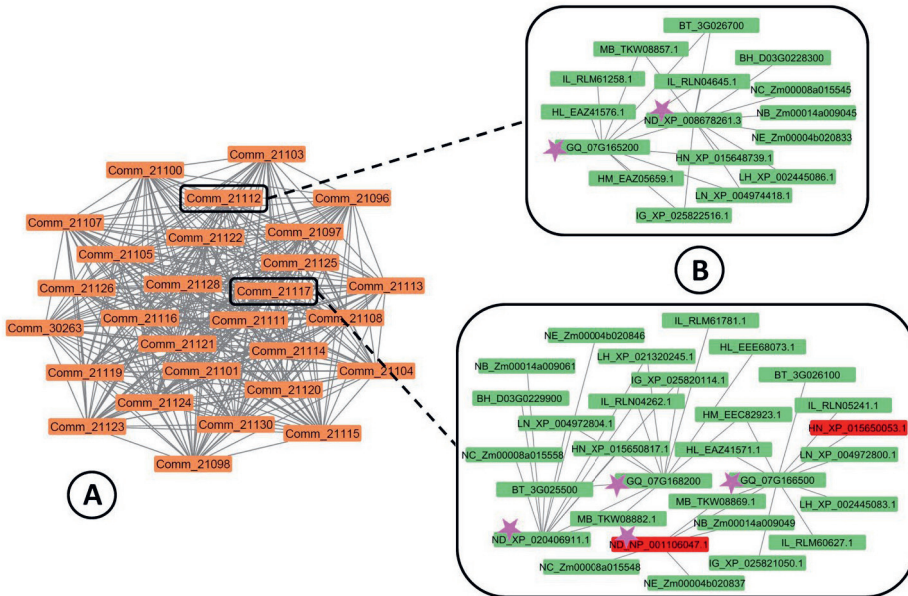 Comm_21103
Comm_21100
Comm_21112
Comm_21096
Comm_21107
Comm_21122
Comm_21097
Comm_21105
Comm_21125
Comm_21126
Comm_21128
Comm_21117
Comm_21113
Comm_30263
Comm_21116
Comm_21111
Comm_21108
Comm_21121
Comm_21114
Comm_21119
Comm_21101
Comm_21104
Comm_21124
Comm_21120
Comm_21123
Comm_21130
Comm_21115
Comm_21098
A
BT_3G026700
MB_TKW08857.1
BH_D03G0228300
IL_RLM61258.1
IL_RLN04645.1
NC_Zm00008a015545
HL_EAZ41576.1
NB_Zm00014a009045
ND_XP_008678261.3
NE_Zm00004b020833
GQ_07G165200
HN_XP_015648739.1
HM_EAZ05659.1
LH_XP_002445086.1
LN_XP_004974418.1
IG_XP_025822516.1
B
IL_RLM61781.1
NE_Zm00004b020846
HL_EEE68073.1
NB_Zm00014a009061
LH_XP_021320245.1
IG_XP_025820114.1
BT_3G026100
BH_D03G0229900
IL_RLN04262.1
IL_RLN05241.1
LN_XP_004972804.1
HM_EEC82923.1
HN_XP_015650053.1
NC_Zm00008a015558
HN_XP_015650817.1
HL_EAZ41571.1
LN_XP_004972800.1
BT_3G025500
GQ_07G168200
GQ_07G166500
MB_TKW08869.1
LH_XP_002445083.1
MB_TKW08882.1
NB_Zm00014a009049
ND_XP_020406911.1
ND_NP_001106047.1
IL_RLM60627.1
NC_Zm00008a015548
IG_XP_025821050.1
NE_Zm00004b020837